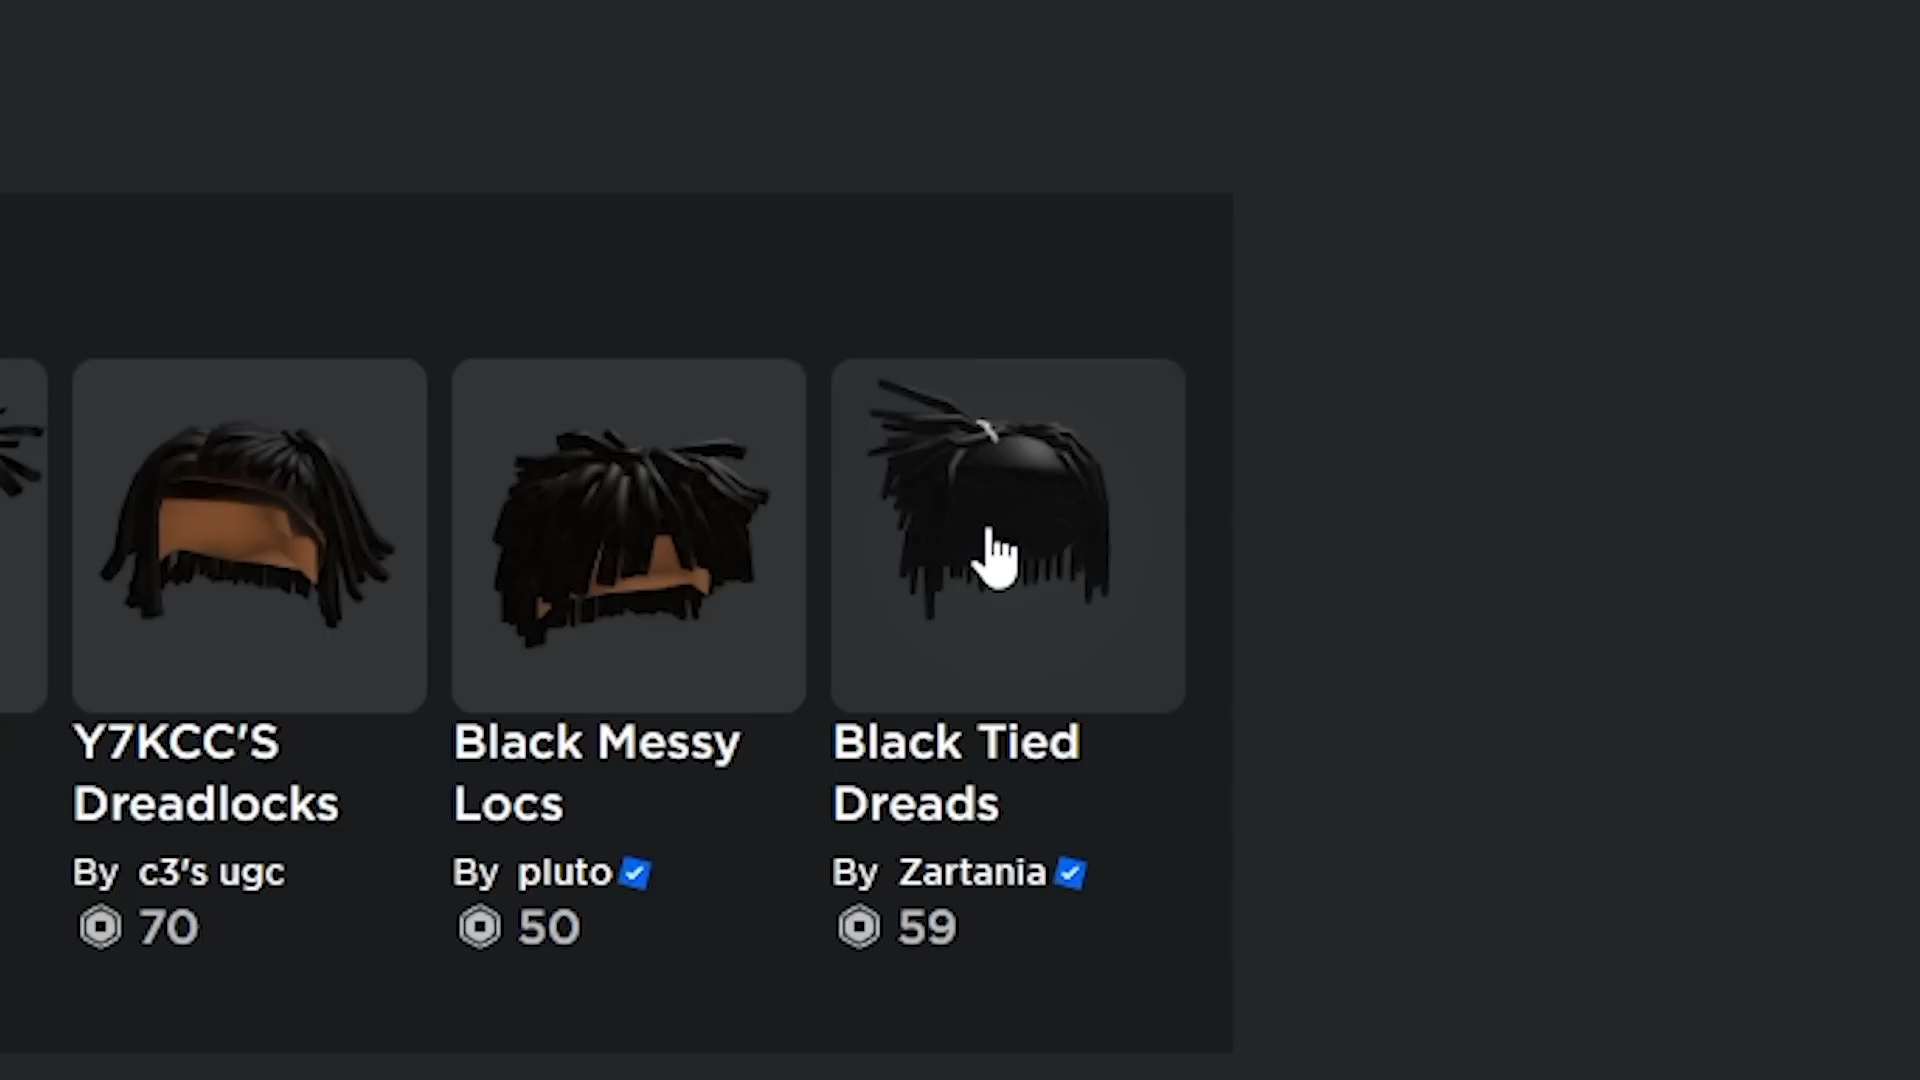 Y7KCC'S
Dreadlocks
By c3's ugc
70
Black Messy
Locs
By pluto
50
Black Tied
Dreads
By Zartania
59